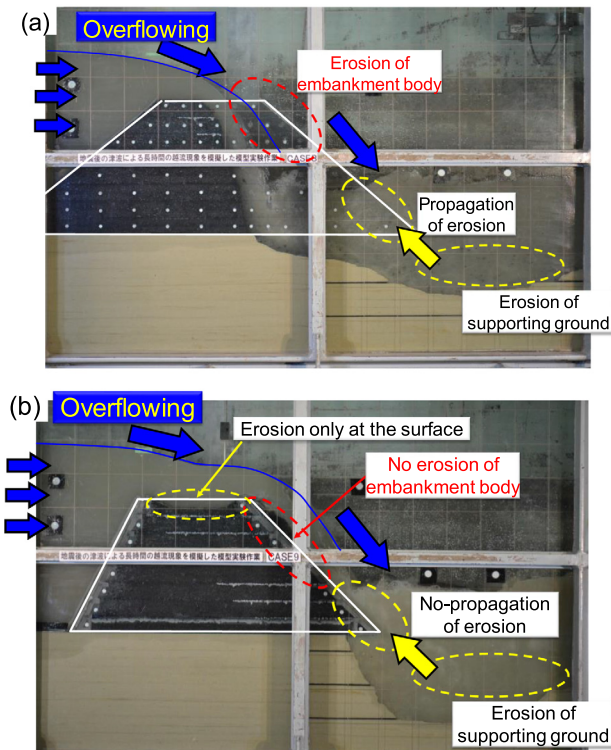 (a)
Overflowing
Erosion of
embankment body
地震後の津波による長時間の越流現象を模擬した模型実験作業
CASE8
Propagation
of erosion
Erosion of
supporting ground
(b)
Overflowing
Erosion only at the surface
No erosion of
embankment body
地震後の津波による長時間の越流現象を模擬した模型実験作業
CASE9
No-propagation
of erosion
Erosion of
supporting ground